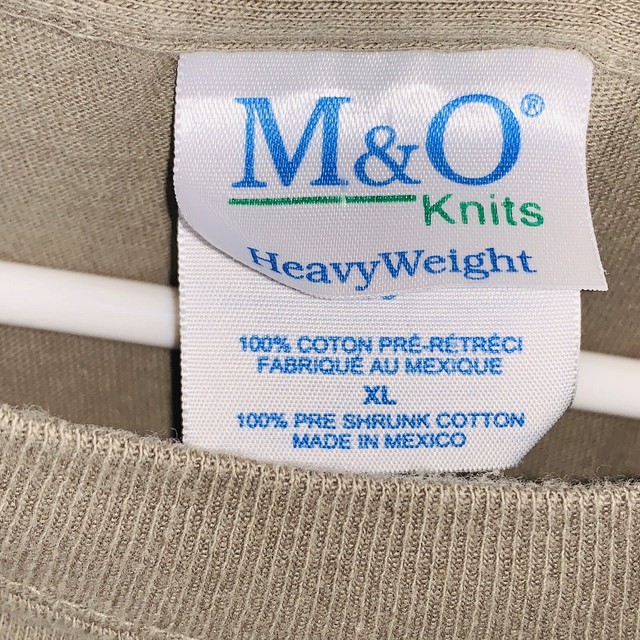 M&O®
Knits
HeavyWeight
100% COTON PRÉ-RÉTRÉCI
FABRIQUÉ AU MEXIQUE
XL
100% PRE SHRUNK COTTON
MADE IN MEXICO